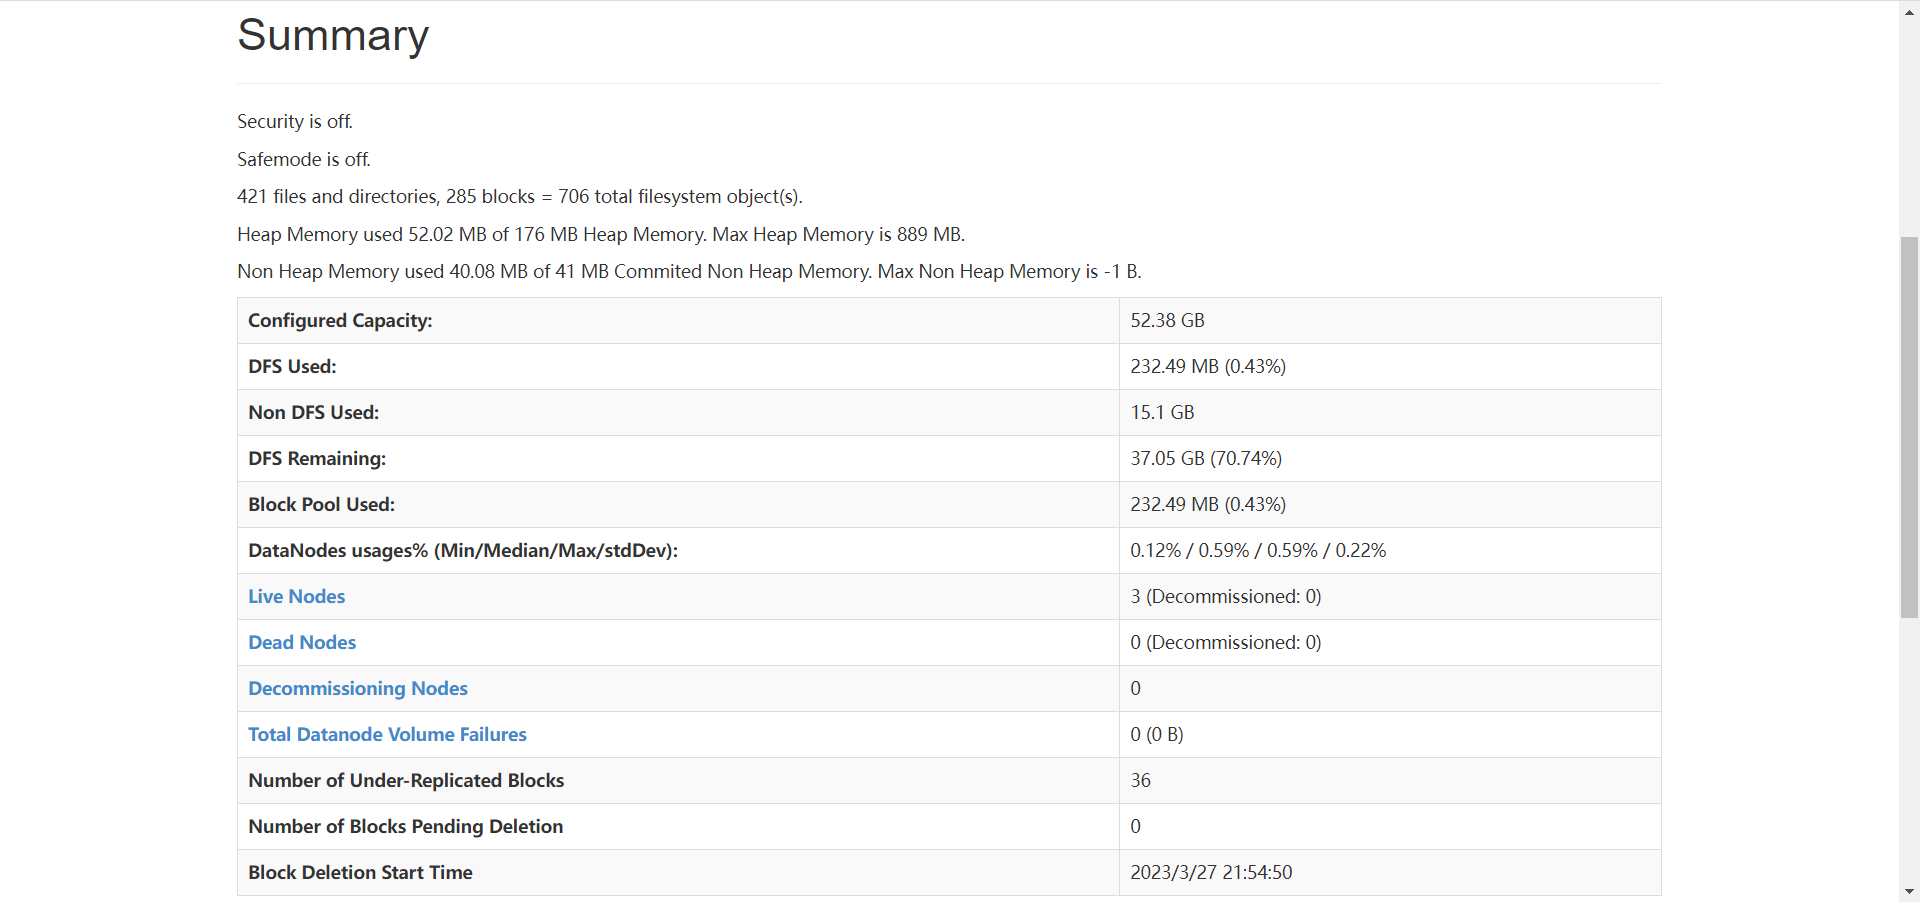 Summary
Security is off.
Safemode is off.
421 files and directories, 285 blocks = 706 total filesystem object(s).
Heap Memory used 52.02 MB of 176 MB Heap Memory. Max Heap Memory is 889 MB.
Non Heap Memory used 40.08 MB of 41 MB Commited Non Heap Memory. Max Non Heap Memory is -1 B.
Configured Capacity: 52.38 GB
DFS Used: 232.49 MB (0.43%)
Non DFS Used: 15.1 GB
DFS Remaining: 37.05 GB (70.74%)
Block Pool Used: 232.49 MB (0.43%)
DataNodes usages% (Min/Median/Max/stdDev): 0.12% / 0.59% / 0.59% / 0.22%
Live Nodes 3 (Decommissioned: 0)
Dead Nodes 0 (Decommissioned: 0)
Decommissioning Nodes 0
Total Datanode Volume Failures 0 (0 B)
Number of Under-Replicated Blocks 36
Number of Blocks Pending Deletion 0
Block Deletion Start Time 2023/3/27 21:54:50